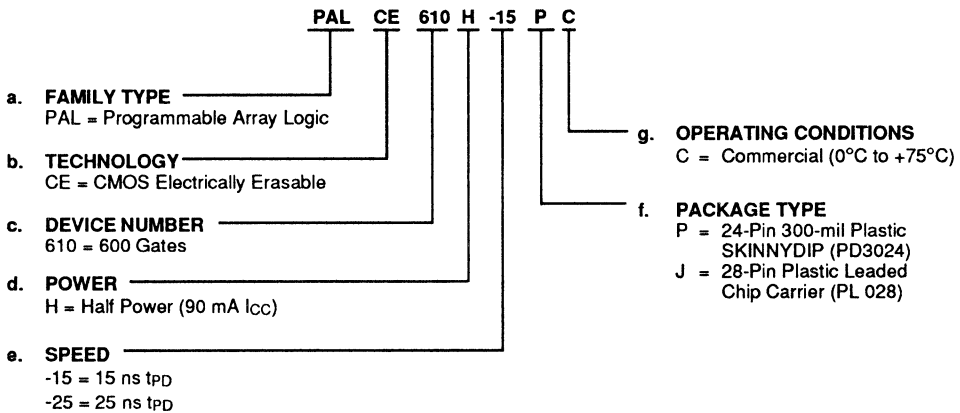 PAL CE 610 H -15 P C
a. FAMILY TYPE
PAL = Programmable Array Logic
b. TECHNOLOGY
CE = CMOS Electrically Erasable
c. DEVICE NUMBER
610 = 600 Gates
d. POWER
H = Half Power (90 mA ICC)
e. SPEED
-15 = 15 ns tPD
-25 = 25 ns tPD
g. OPERATING CONDITIONS
C = Commercial (0°C to +75°C)
f. PACKAGE TYPE
P = 24-Pin 300-mil Plastic
SKINNYDIP (PD3024)
J = 28-Pin Plastic Leaded
Chip Carrier (PL 028)